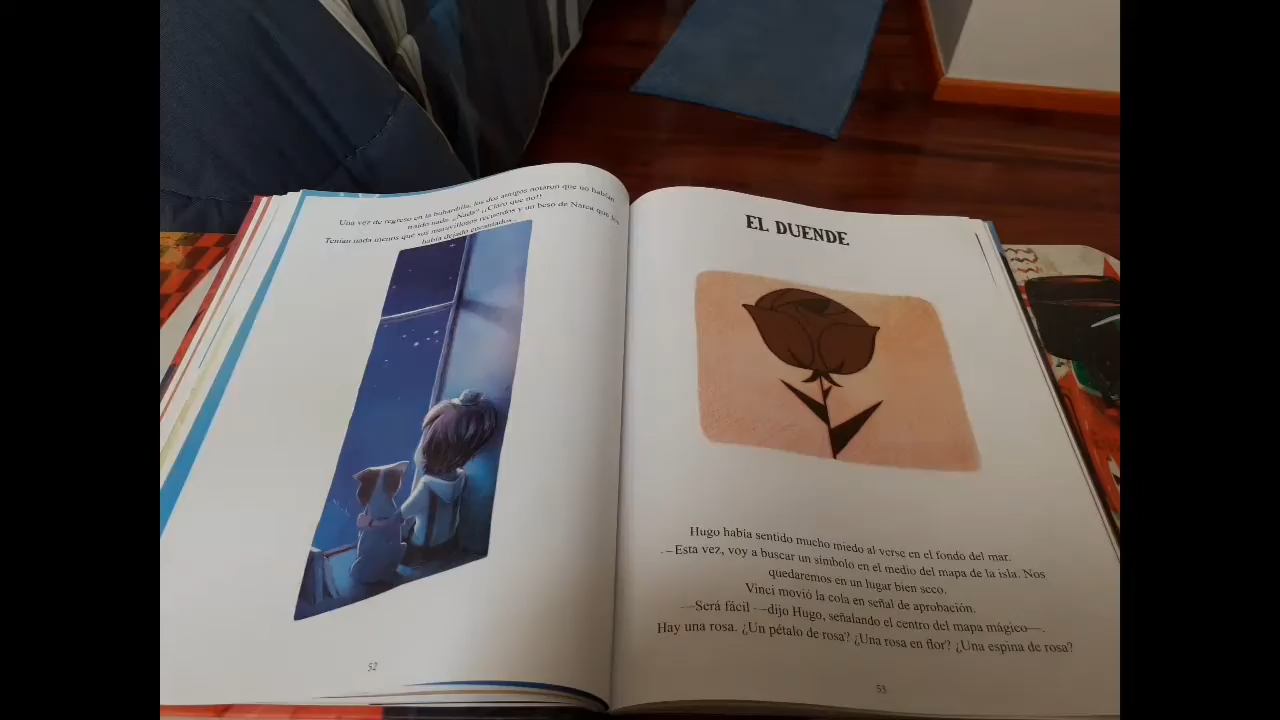 Una vez de regreso en la buhardilla, los dos amigos notaron que no habían
traído nada. ¿Nada? ¡¡Claro que no!!
Tenían nada menos que sus maravillosos recuerdos y un beso de Narea que los
había dejado encantados.
52
EL DUENDE
Hugo había sentido mucho miedo al verse en el fondo del mar.
—Esta vez, voy a buscar un símbolo en el medio del mapa de la isla. Nos
quedaremos en un lugar bien seco.
Vinci movió la cola en señal de aprobación.
—Será fácil —dijo Hugo, señalando el centro del mapa mágico—.
Hay una rosa. ¿Un pétalo de rosa? ¿Una rosa en flor? ¿Una espina de rosa?
53